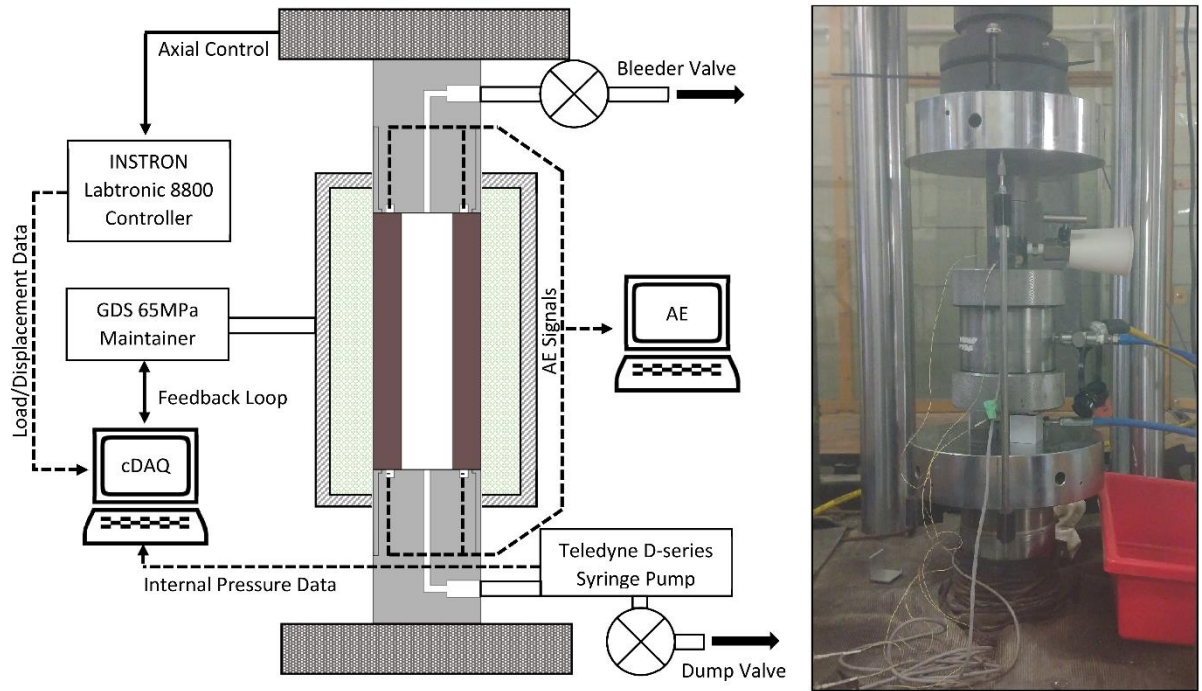 Axial Control
Bleeder Valve
INSTRON
Labtronic 8800
Controller
Load/Displacement Data
GDS 65MPa
Maintainer
AE Signals
AE
Feedback Loop
cDAQ
Teledyne D-series
Syringe Pump
Internal Pressure Data
Dump Valve